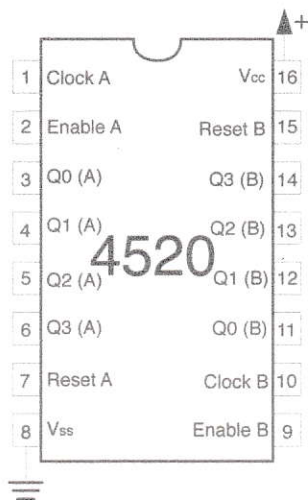 +
1 Clock A Vcc 16
2 Enable A Reset B 15
3 Q0 (A) Q3 (B) 14
4 Q1 (A) Q2 (B) 13
4520
5 Q2 (A) Q1 (B) 12
6 Q3 (A) Q0 (B) 11
7 Reset A Clock B 10
8 Vss Enable B 9